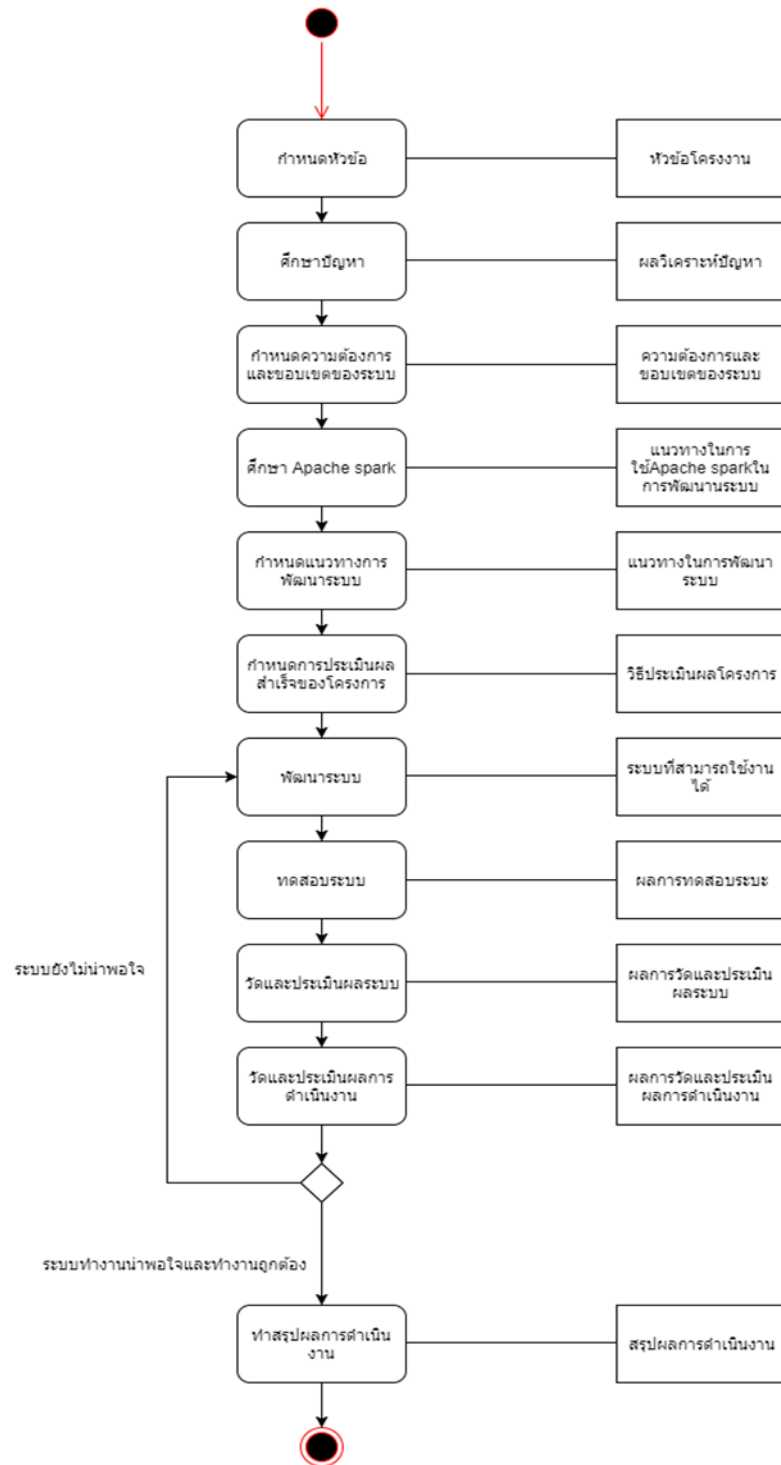 กำหนดหัวข้อ
หัวข้อโครงงาน
ศึกษาปัญหา
ผลวิเคราะห์ปัญหา
กำหนดความต้องการ
และขอบเขตของระบบ
ความต้องการและ
ขอบเขตของระบบ
ศึกษา Apache spark
แนวทางในการ
ใช้Apache sparkใน
การพัฒนานระบบ
กำหนดแนวทางการ
พัฒนาระบบ
แนวทางในการพัฒนา
ระบบ
กำหนดการประเมินผล
สำเร็จของโครงการ
วิธีประเมินผลโครงการ
พัฒนาระบบ
ระบบที่สามารถใช้งาน
ได้
ทดสอบระบบ
ผลการทดสอบระบะ
ระบบยังไม่น่าพอใจ
วัดและประเมินผลระบบ
ผลการวัดและประเมิน
ผลระบบ
วัดและประเมินผลการ
ดำเนินงาน
ผลการวัดและประเมิน
ผลการดำเนินงาน
ระบบทำงานน่าพอใจและทำงานถูกต้อง
ทำสรุปผลการดำเนิน
งาน
สรุปผลการดำเนินงาน